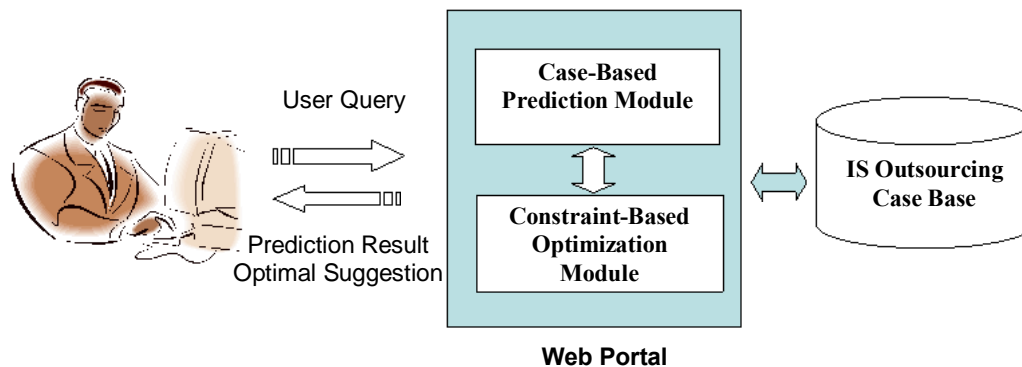 User Query
Prediction Result
Optimal Suggestion
Case-Based
Prediction Module
Constraint-Based
Optimization
Module
Web Portal
IS Outsourcing
Case Base